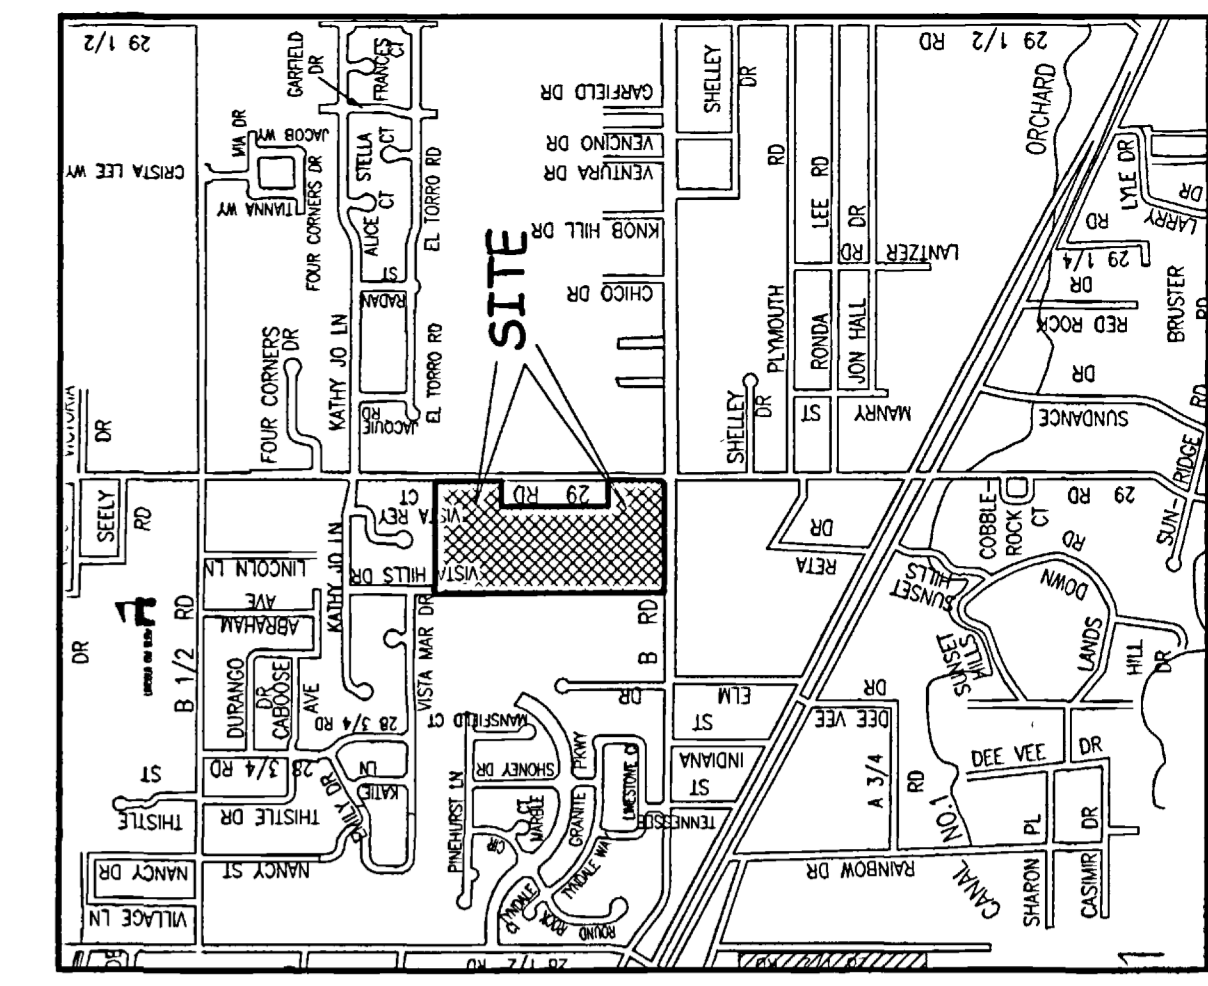 29 1/2
GARFIELD
DR
FRANCES
CT
SHELLEY
DR
29 1/2 RD
GARFIELD DR
ORCHARD
MIA DR
JACOB WY
STELLA
CT
VENCINO DR
CRISTA LEE WY
VENTURA DR
PLYMOUTH
RD
RONDA
LEE RD
JON HALL
DR
LYLE DR
LARRY
DR
TIANNA WY
FOUR CORNERS DR
ALICE
CT
EL TORRO RD
KNOB HILL DR
LANTZER
RD
29 1/4
RD
SITE
RADAN
ST
CHICO DR
RED ROCK
DR
BRUSTER
RD
FOUR CORNERS
DR
KATHY JO LN
EL TORRO RD
JACQUIE
RD
SHELLEY
DR
MANRY
ST
SUNDANCE
DR
VICTORIA
DR
SEELY
RD
VISTA REY
CT
29 RD
RETA
DR
COBBLE-
ROCK
CT
29 RD
SUN-
RIDGE
RD
LINCOLN LN
KATHY JO LN
VISTA
HILLS DR
SUNSET
HILLS
DOWN
RD
ABRAHAM
AVE
DR
B 1/2 RD
VISTA MAR DR
B RD
SUNSET
HILLS
LANDS
HILL
DR
DURANGO
DR
CABOOSE
AVE
28 3/4 RD
MANSFIELD CT
DR
ELM
ST
DEE VEE
DR
THISTLE
ST
28 3/4 RD
KATIE
LN
SHONEY DR
PKWY
GRANITE
LIMESTONE
INDIANA
ST
A 3/4
RD
DEE VEE DR
THISTLE DR
EMILY DR
PINEHURST LN
CIR
MARBLE
CT
TENNESSEE
CANAL NO.1
SHARON PL
CASIMIR DR
NANCY DR
NANCY ST
TYNDALE WA
RAINBOW DR
VILLAGE LN
TYNDALE
CT
ROUND
ROCK
28 1/2 RD